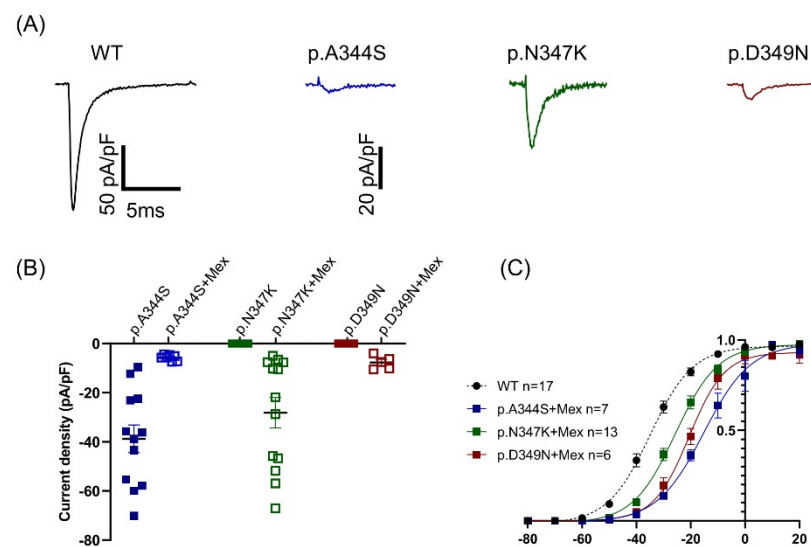 (A)
WT
p.A344S
p.N347K
p.D349N
50 pA/pF
5ms
20 pA/pF
(B)
p.A344S
p.A344S+Mex
p.N347K
p.N347K+Mex
p.D349N
p.D349N+Mex
Current density (pA/pF)
0
-20
-40
-60
-80
(C)
WT n=17
p.A344S+Mex n=7
p.N347K+Mex n=13
p.D349N+Mex n=6
1.0
0.5
-80
-60
-40
-20
0
20